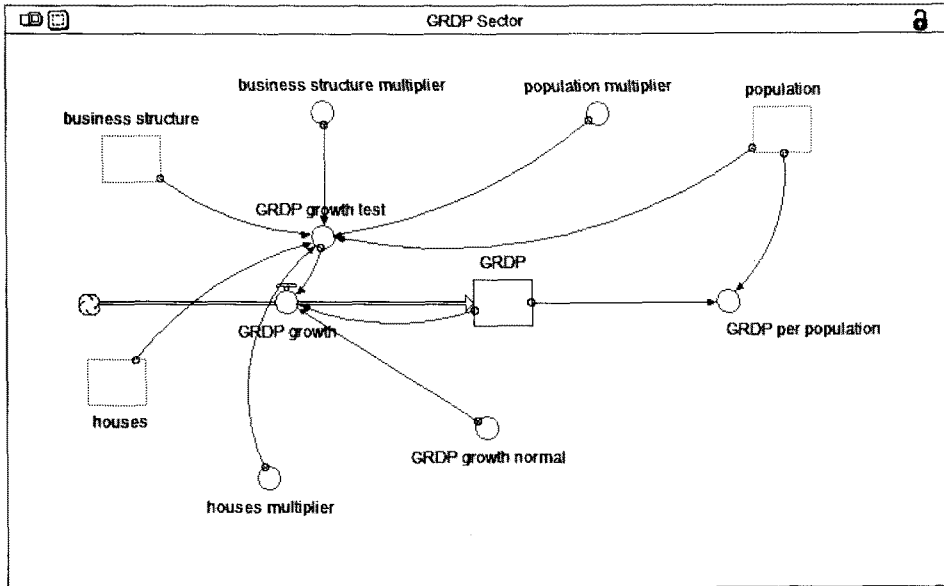 GRDP Sector
business structure multiplier
population multiplier
population
business structure
GRDP growth test
GRDP
GRDP growth
GRDP per population
houses
GRDP growth normal
houses multiplier